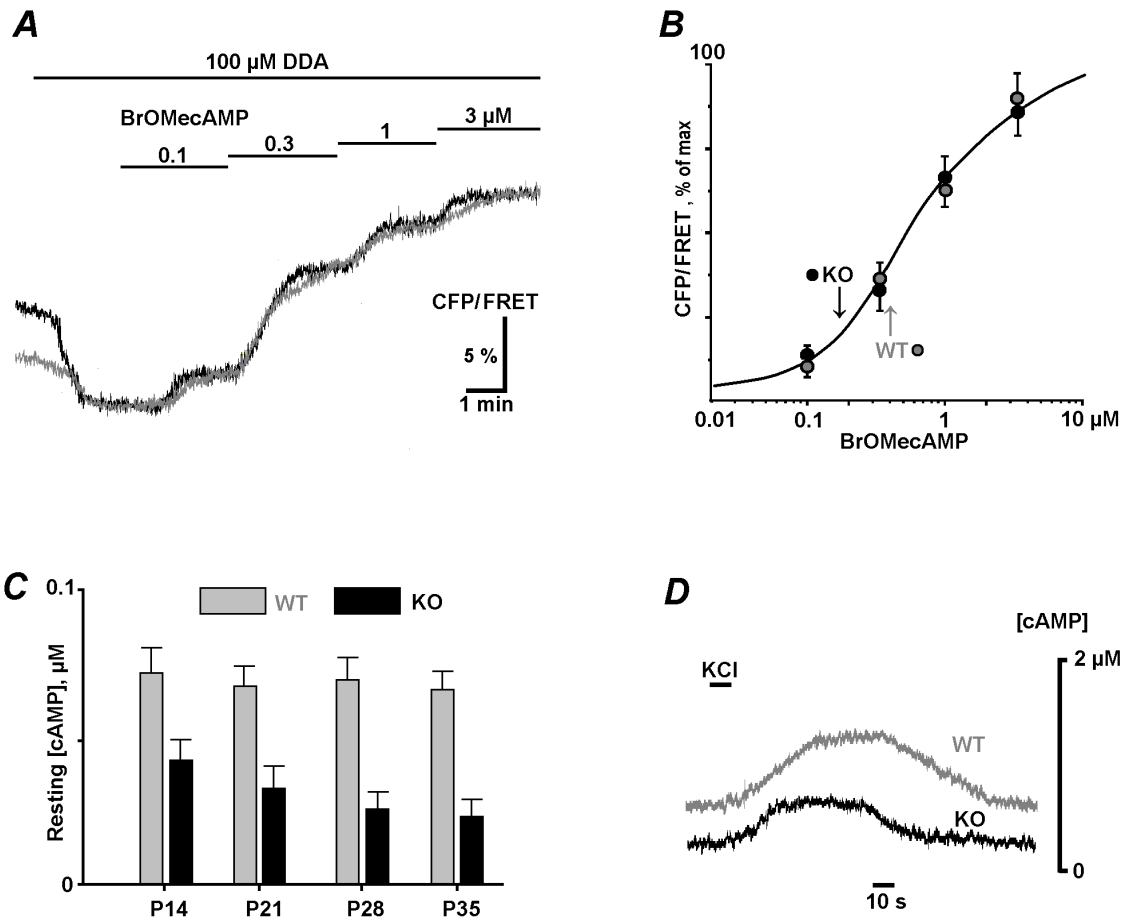 A
100 µM DDA
BrOMecAMP
0.1
0.3
1
3 µM
CFP/FRET
5 %
1 min
B
100
CFP/FRET , % of max
KO
WT
0.01
0.1
1
10 µM
BrOMecAMP
C
0.1
WT
KO
Resting [cAMP], µM
0
P14
P21
P28
P35
D
[cAMP]
2 µM
KCl
WT
KO
0
10 s